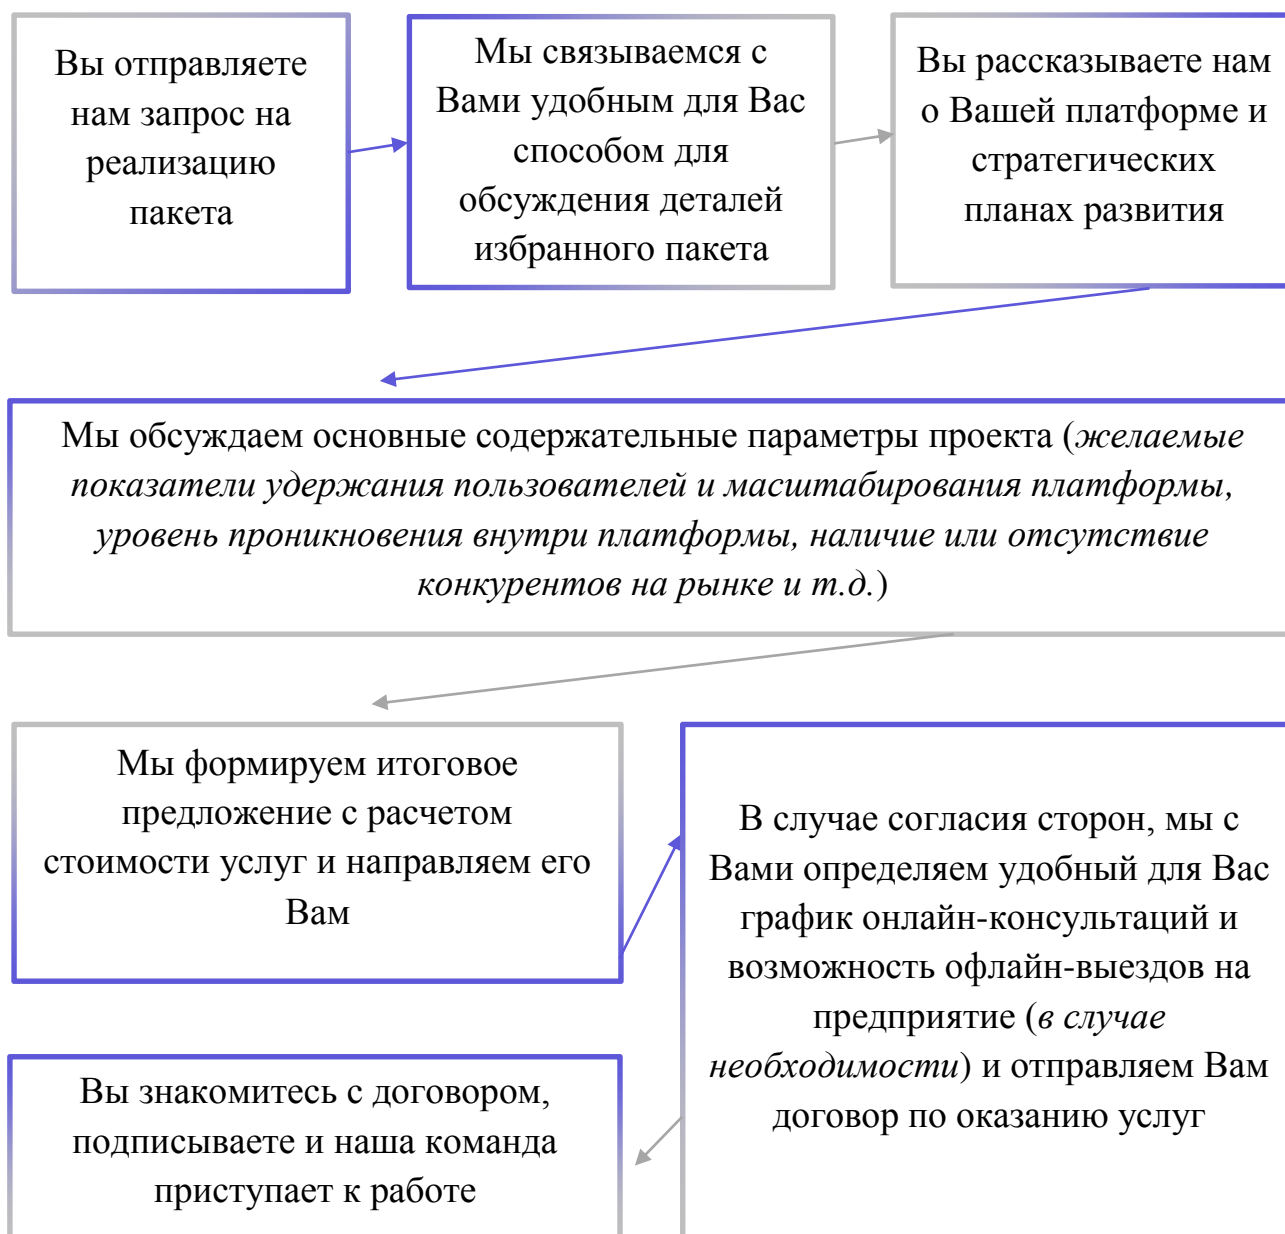 Вы отправляете
нам запрос на
реализацию
пакета
Мы связываемся с
Вами удобным для Вас
способом для
обсуждения деталей
избранного пакета
Вы рассказываете нам
о Вашей платформе и
стратегических
планах развития
Мы обсуждаем основные содержательные параметры проекта (желаемые
показатели удержания пользователей и масштабирования платформы,
уровень проникновения внутри платформы, наличие или отсутствие
конкурентов на рынке и т.д.)
Мы формируем итоговое
предложение с расчетом
стоимости услуг и направляем его
Вам
В случае согласия сторон, мы с
Вами определяем удобный для Вас
график онлайн-консультаций и
возможность офлайн-выездов на
предприятие (в случае
необходимости) и отправляем Вам
договор по оказанию услуг
Вы знакомитесь с договором,
подписываете и наша команда
приступает к работе